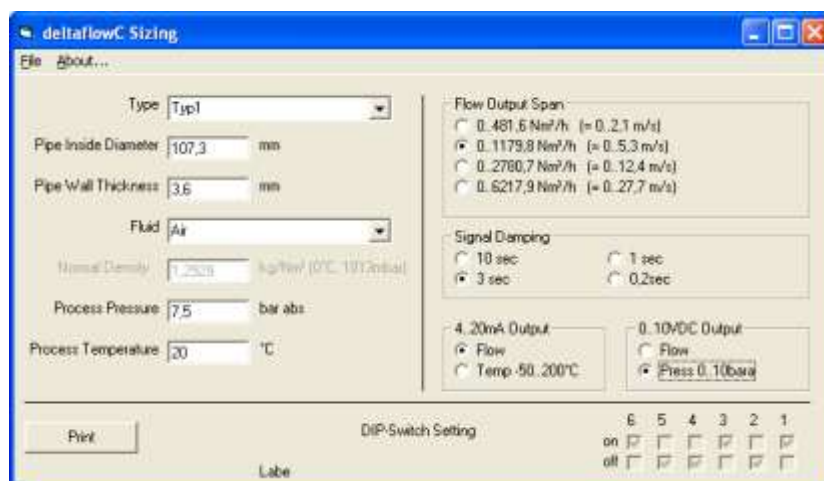 deltaflowC Sizing
File About...
Type Typ1
Pipe Inside Diameter 107,3 mm
Pipe Wall Thickness 3,6 mm
Fluid Air
Normal Density 1,2928 kg/Nm³ (0°C, 1013mbar)
Process Pressure 7,5 bar abs
Process Temperature 20 °C
Flow Output Span
0..481,6 Nm³/h (= 0..2,1 m/s)
0..1179,8 Nm³/h (= 0..5,3 m/s)
0..2780,7 Nm³/h (= 0..12,4 m/s)
0..6217,9 Nm³/h (= 0..27,7 m/s)
Signal Damping
10 sec 1 sec
3 sec 0,2sec
4..20mA Output
Flow
Temp -50..200°C
0..10VDC Output
Flow
Press 0..10bara
Print
DIP-Switch Setting
6 5 4 3 2 1
on
off
Labe